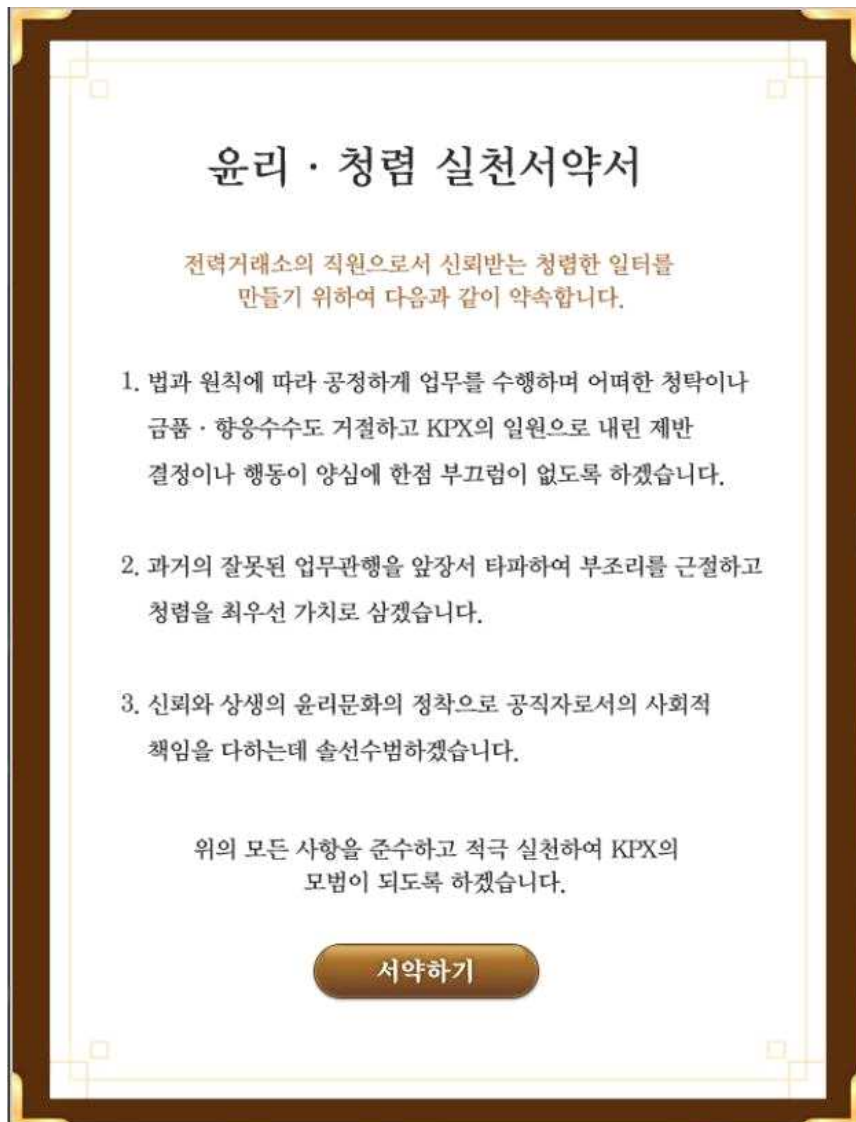 윤리 · 청렴 실천서약서
전력거래소의 직원으로서 신뢰받는 청렴한 일터를
만들기 위하여 다음과 같이 약속합니다.
1. 법과 원칙에 따라 공정하게 업무를 수행하며 어떠한 청탁이나
금품 · 향응수수도 거절하고 KPX의 일원으로 내린 제반
결정이나 행동이 양심에 한점 부끄럼이 없도록 하겠습니다.
2. 과거의 잘못된 업무관행을 앞장서 타파하여 부조리를 근절하고
청렴을 최우선 가치로 삼겠습니다.
3. 신뢰와 상생의 윤리문화의 정착으로 공직자로서의 사회적
책임을 다하는데 솔선수범하겠습니다.
위의 모든 사항을 준수하고 적극 실천하여 KPX의
모범이 되도록 하겠습니다.
서약하기